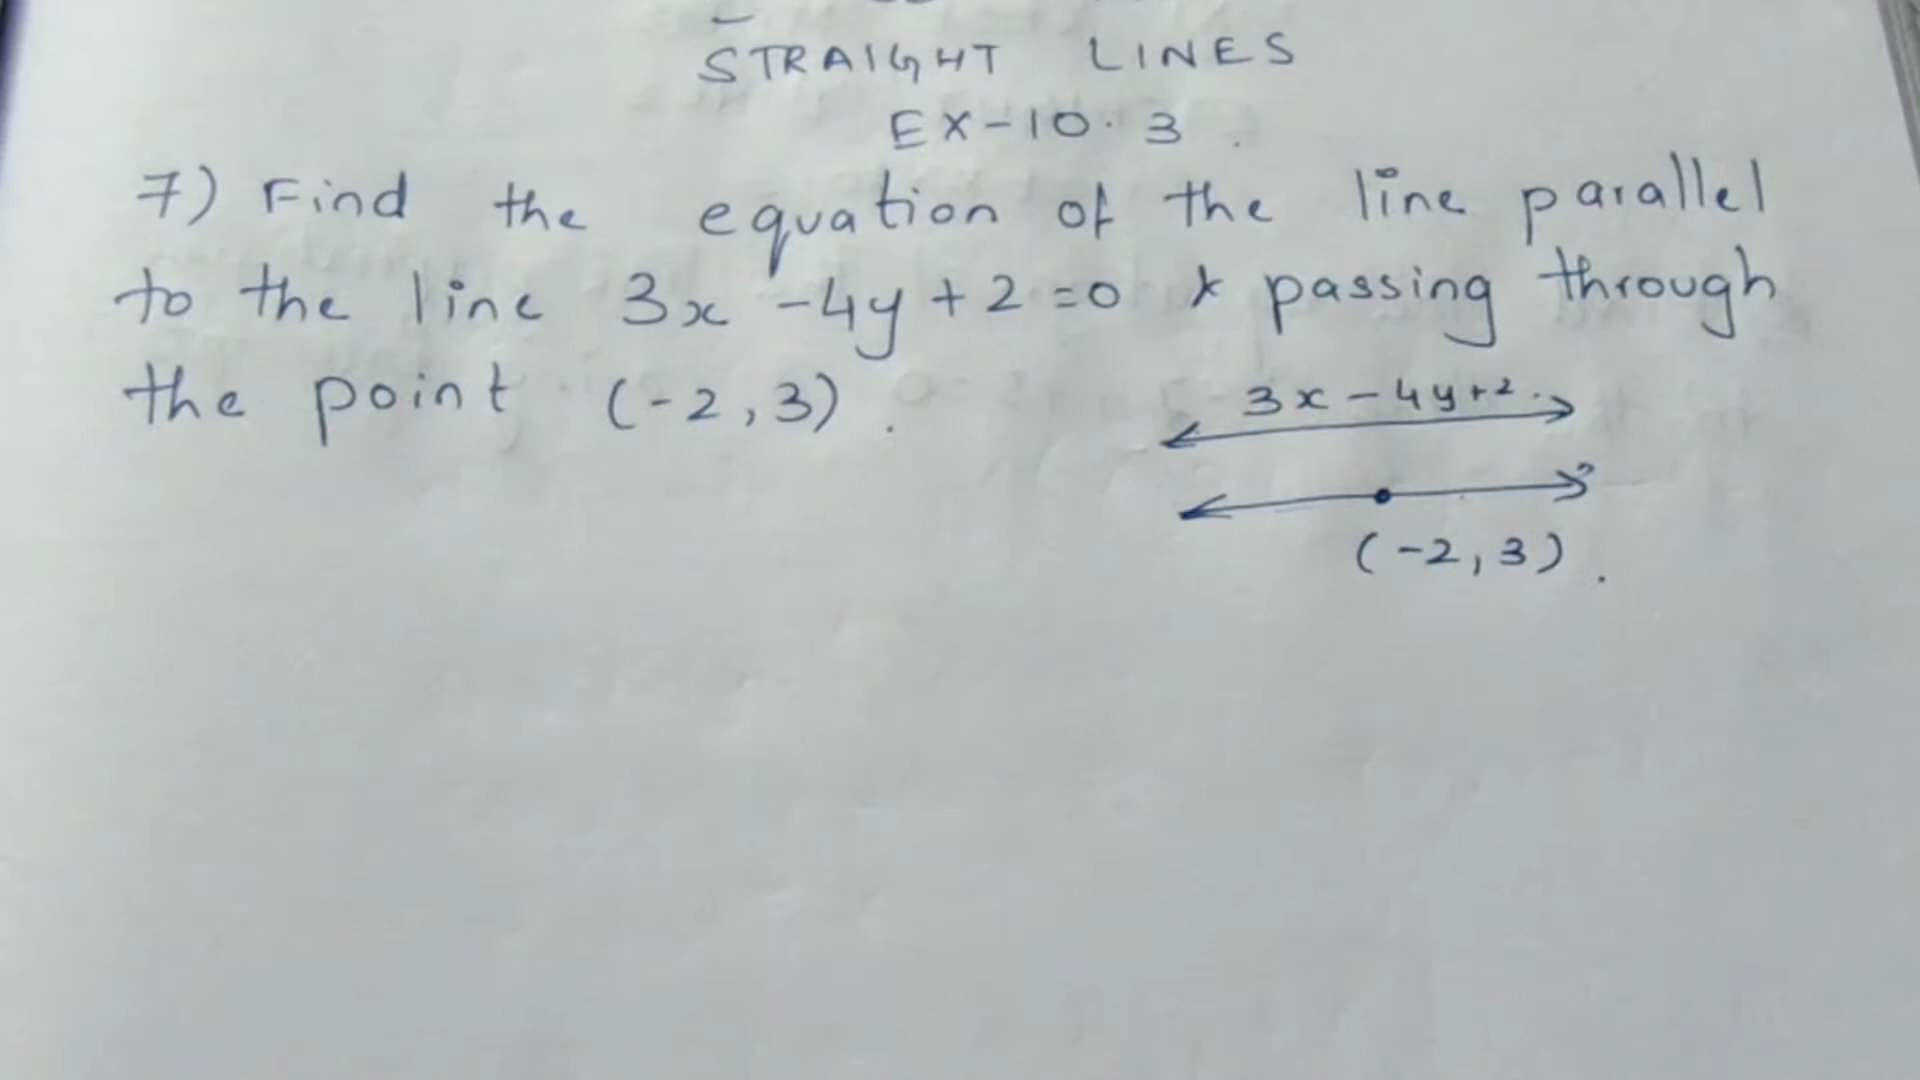 STRAIGHT LINES
EX-10.3.
7) Find the equation of the line parallel
to the line 3x -4y +2 =0 & passing through
the point (-2,3).
3x-4y+2.
(-2,3).